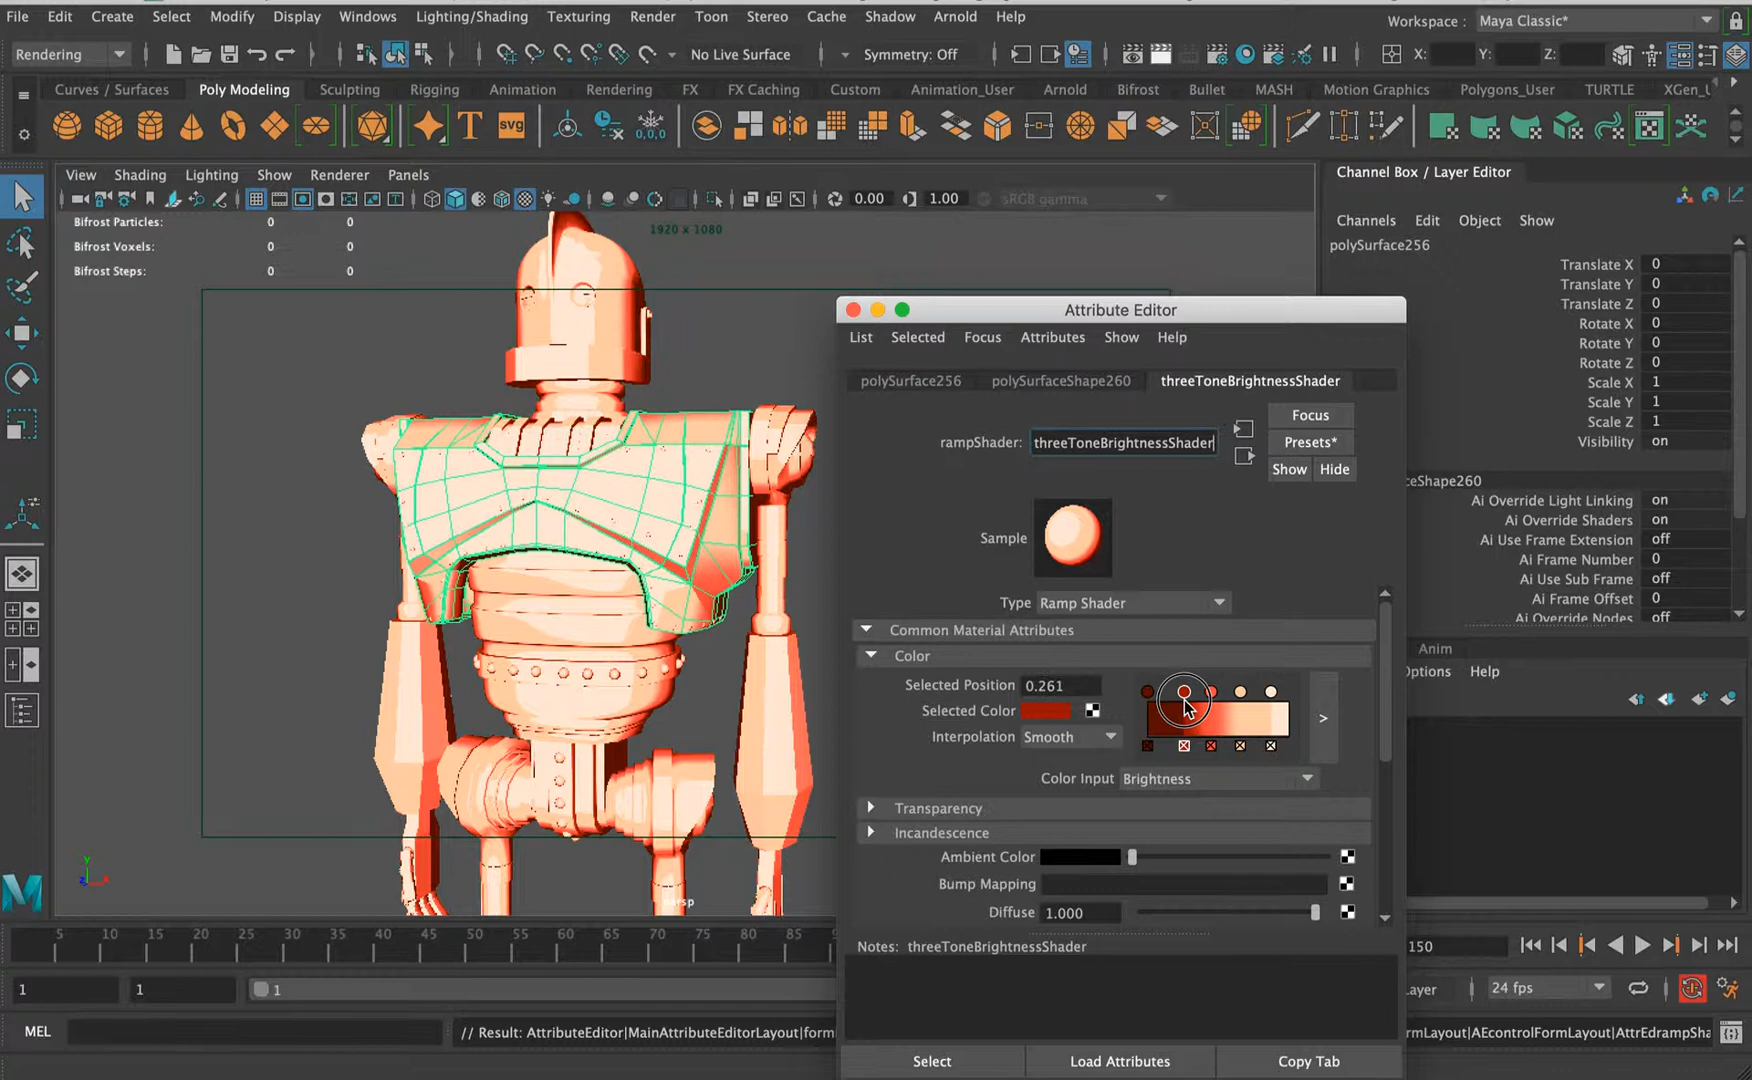 File Edit Create Select Modify Display Windows Lighting/Shading Texturing Render Toon Stereo Cache Shadow Arnold Help
Workspace : Maya Classic*
Rendering No Live Surface Symmetry: Off X: Y: Z:
Curves / Surfaces Poly Modeling Sculpting Rigging Animation Rendering FX FX Caching Custom Animation_User Arnold Bifrost Bullet MASH Motion Graphics Polygons_User TURTLE XGen_U
T svg 0,0,0
View Shading Lighting Show Renderer Panels
0.00 1.00 sRGB gamma
Bifrost Particles: 0 0
Bifrost Voxels: 0 0
Bifrost Steps: 0 0
1920 x 1080
persp
y
z x
Channel Box / Layer Editor
Channels Edit Object Show
polySurface256
Translate X 0
Translate Y 0
Translate Z 0
Rotate X 0
Rotate Y 0
Rotate Z 0
Scale X 1
Scale Y 1
Scale Z 1
Visibility on
ceShape260
Ai Override Light Linking on
Ai Override Shaders on
Ai Use Frame Extension off
Ai Frame Number 0
Ai Use Sub Frame off
Ai Frame Offset 0
Ai Override Nodes off
Anim
Options Help
Attribute Editor
List Selected Focus Attributes Show Help
polySurface256 polySurfaceShape260 threeToneBrightnessShader
rampShader: threeToneBrightnessShader
Focus
Presets*
Show Hide
Sample
Type Ramp Shader
Common Material Attributes
Color
Selected Position 0.261
Selected Color
Interpolation Smooth
>
Color Input Brightness
Transparency
Incandescence
Ambient Color
Bump Mapping
Diffuse 1.000
Notes: threeToneBrightnessShader
Select Load Attributes Copy Tab
5 10 15 20 25 30 35 40 45 50 55 60 65 70 75 80 85
150
1 1 1
ayer 24 fps
MEL // Result: AttributeEditor|MainAttributeEditorLayout|form
rmLayout|AEcontrolFormLayout|AttrEdrampSha